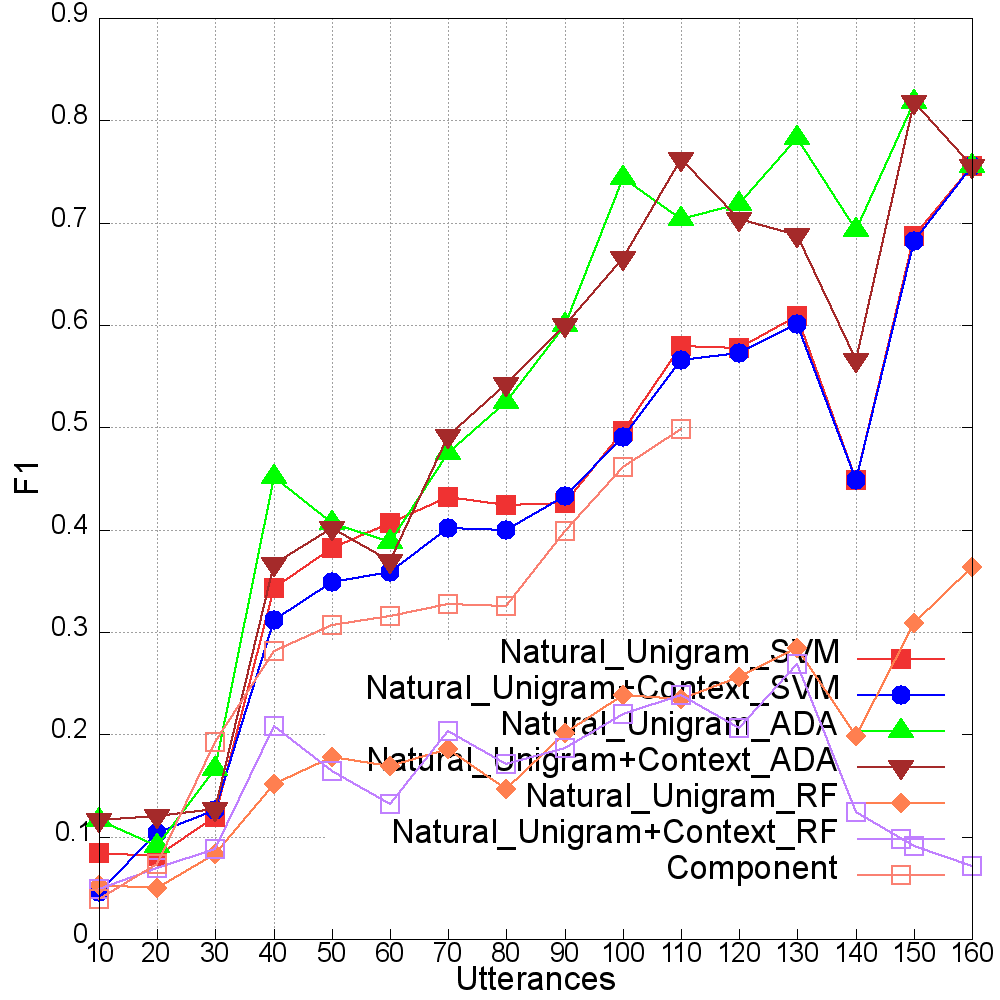 0.9
0.8
0.7
0.6
0.5
0.4
0.3
0.2
0.1
0
F1
Natural_Unigram_SVM
Natural_Unigram+Context_SVM
Natural_Unigram_ADA
Natural_Unigram+Context_ADA
Natural_Unigram_RF
Natural_Unigram+Context_RF
Component
10 20 30 40 50 60 70 80 90 100 110 120 130 140 150 160
Utterances